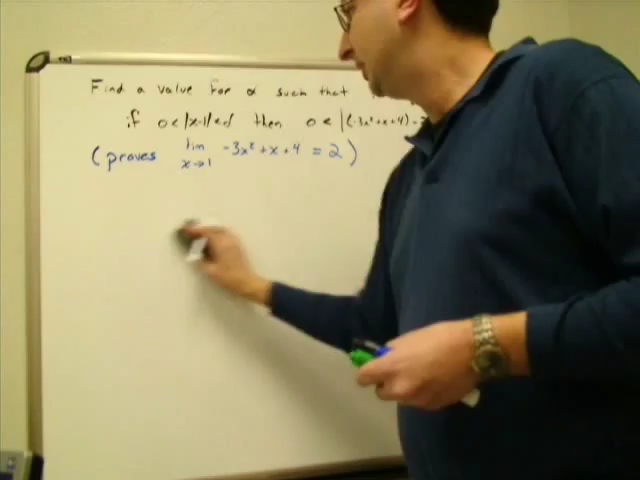 Find a value for α such that
if 0 < |x-1| < α then 0 < |(-3x²+x+4)-
(proves lim x→1 -3x²+x+4 = 2)